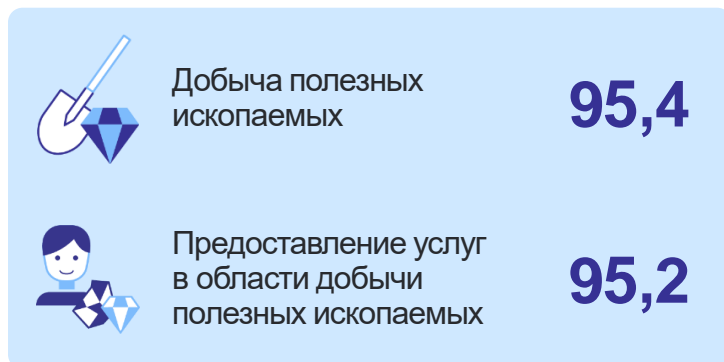 Добыча полезных
ископаемых
95,4
Предоставление услуг
в области добычи
полезных ископаемых
95,2